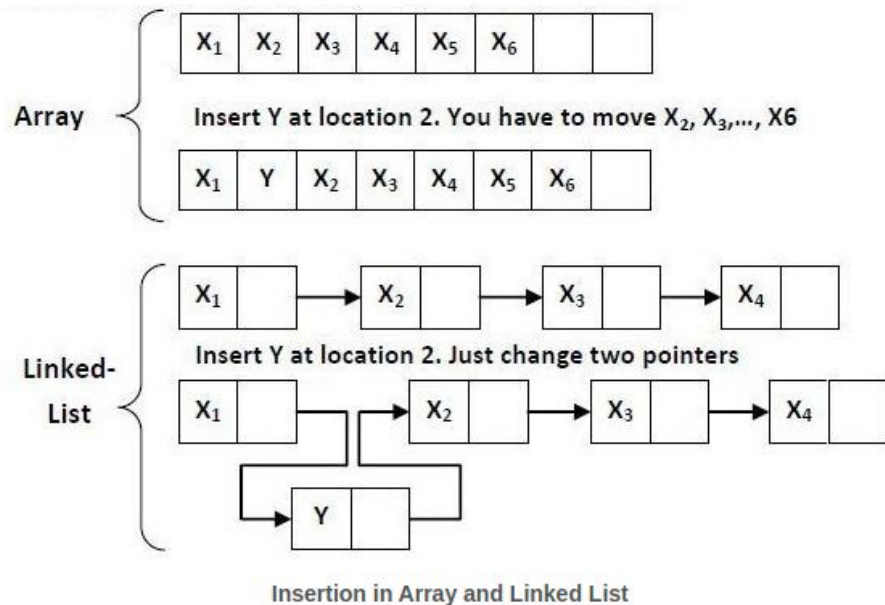 X₁ X₂ X₃ X₄ X₅ X₆
Array
Insert Y at location 2. You have to move X₂, X₃,..., X6
X₁ Y X₂ X₃ X₄ X₅ X₆
X₁ X₂ X₃ X₄
Insert Y at location 2. Just change two pointers
Linked-
List
X₁ X₂ X₃ X₄
Y
Insertion in Array and Linked List